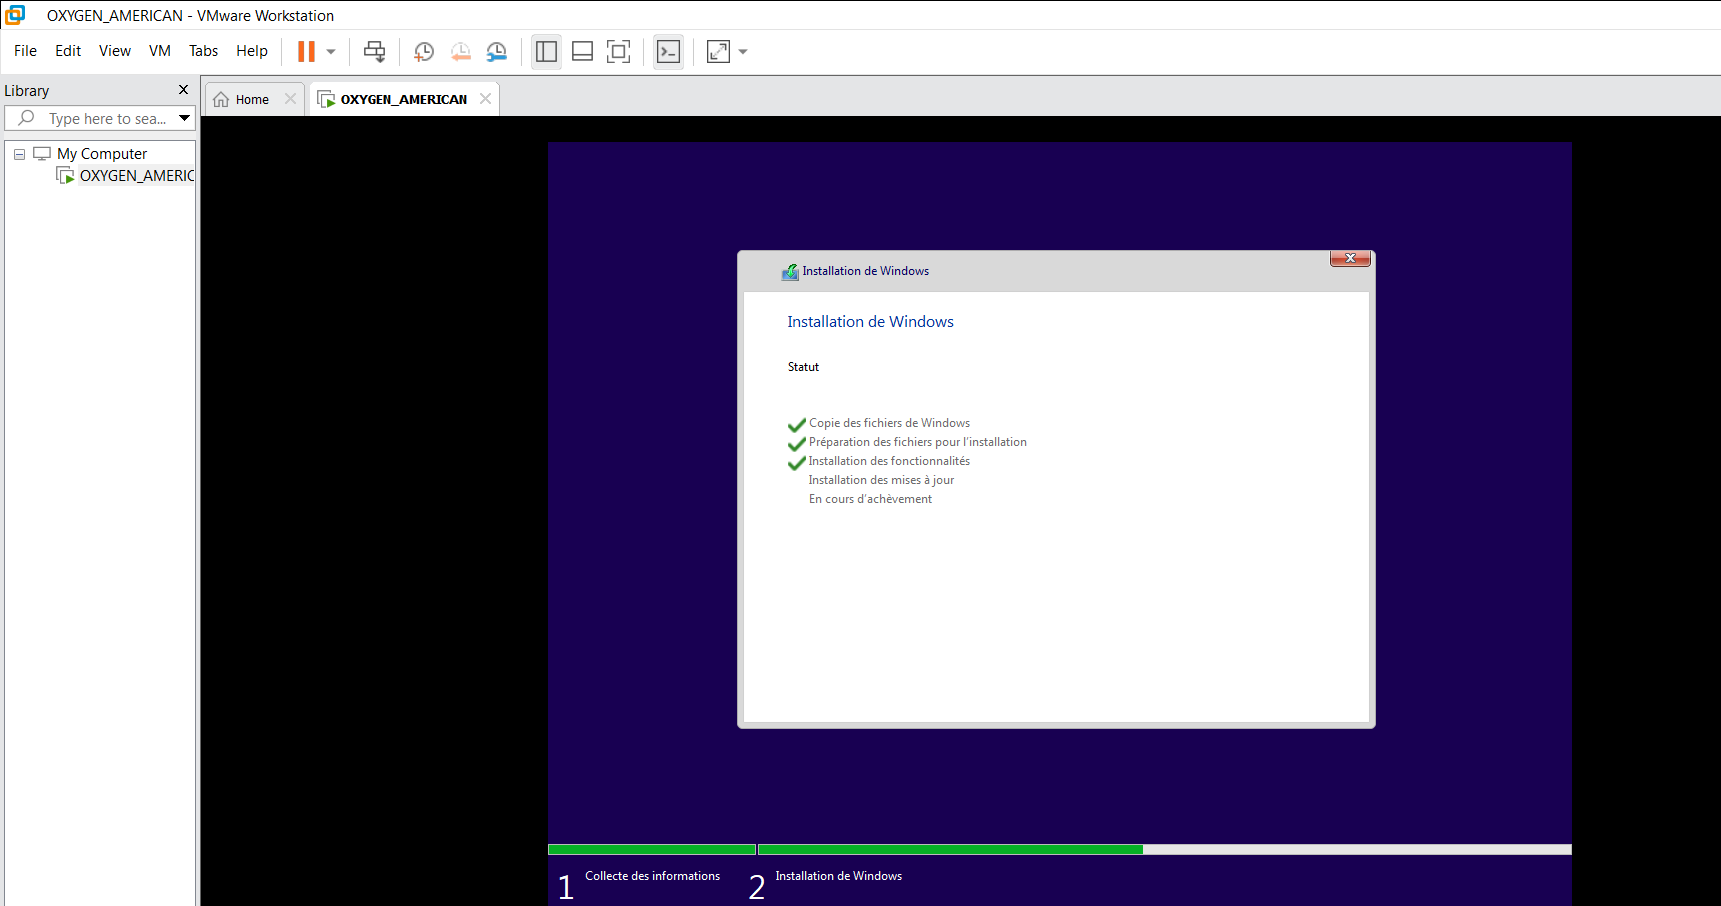 OXYGEN_AMERICAN - VMware Workstation
File Edit View VM Tabs Help
Library
Type here to sea...
My Computer
OXYGEN_AMERIC
Home
OXYGEN_AMERICAN
Installation de Windows
Installation de Windows
Statut
Copie des fichiers de Windows
Préparation des fichiers pour l'installation
Installation des fonctionnalités
Installation des mises à jour
En cours d'achèvement
1 Collecte des informations
2 Installation de Windows